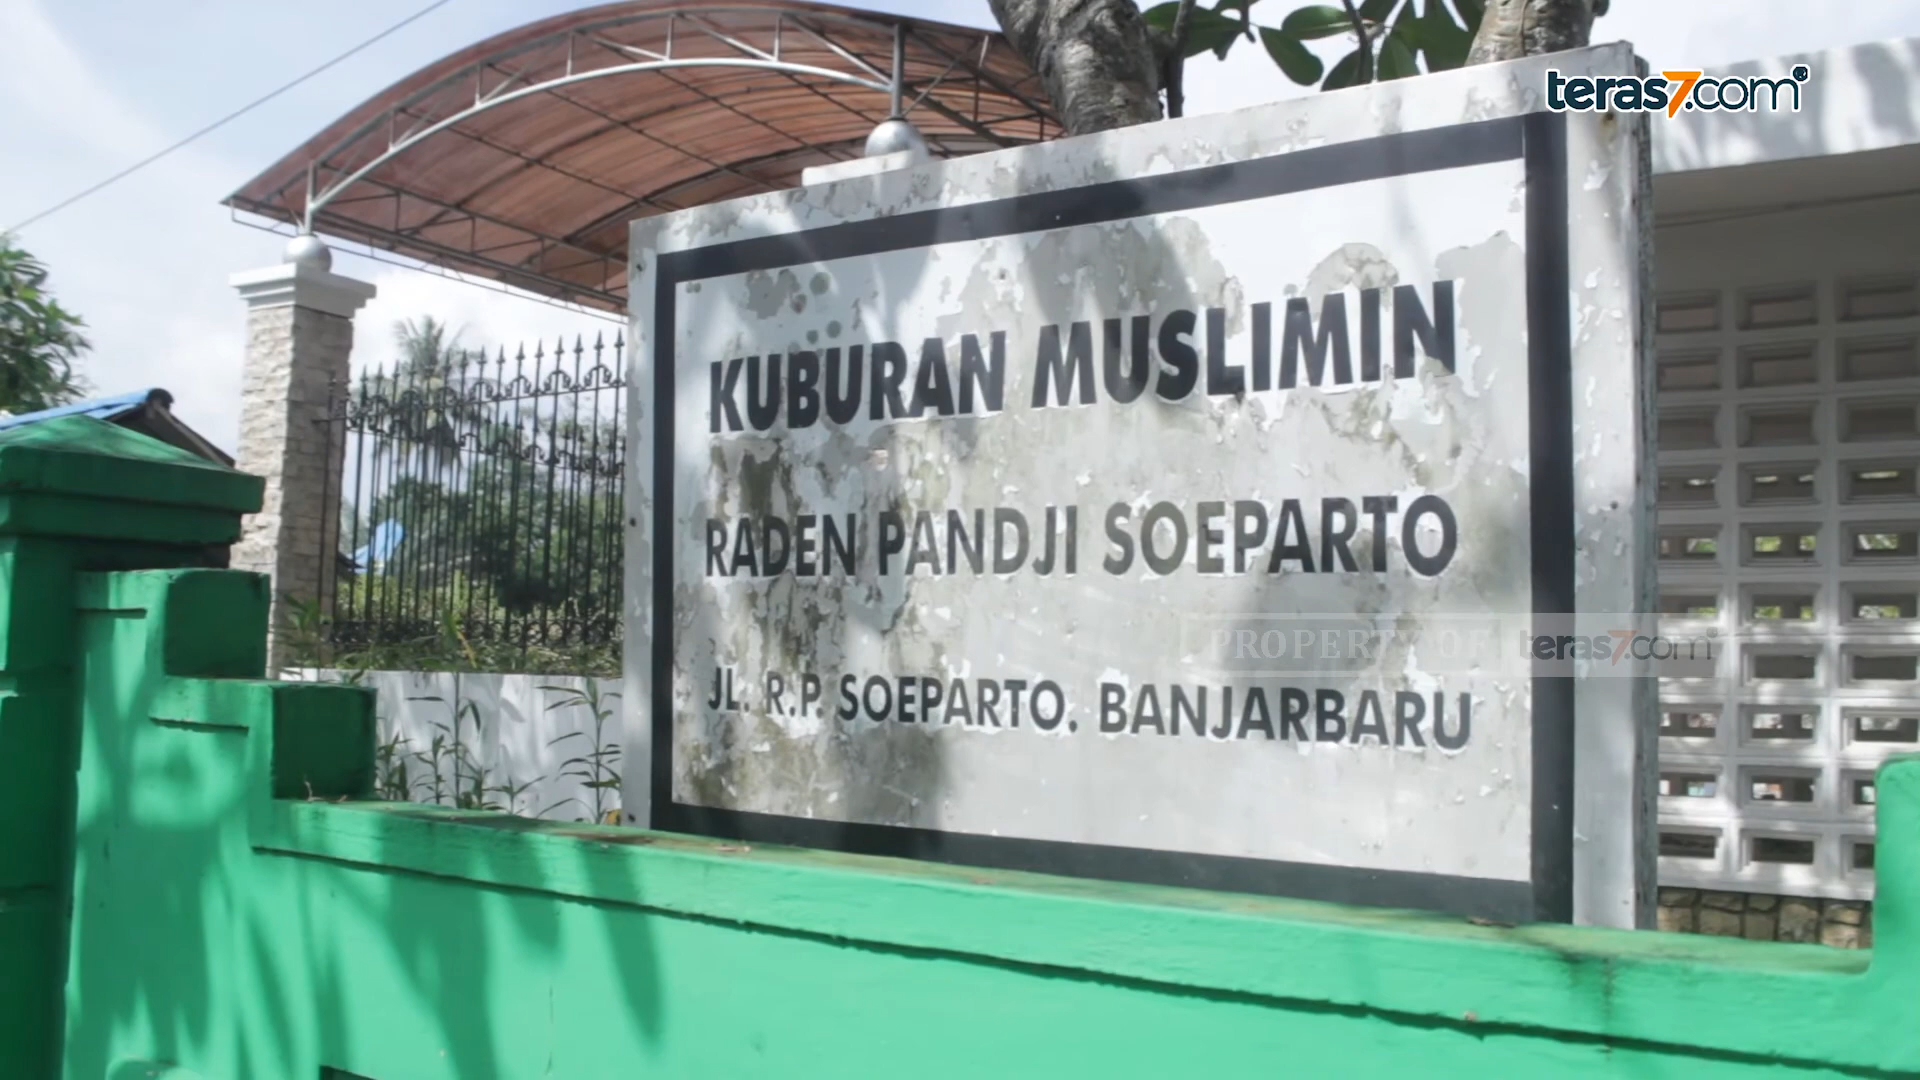 teras7.com
KUBURAN MUSLIMIN
RADEN PANDJI SOEPARTO
PROPERTY OF teras7.com
JL. R.P. SOEPARTO. BANJARBARU